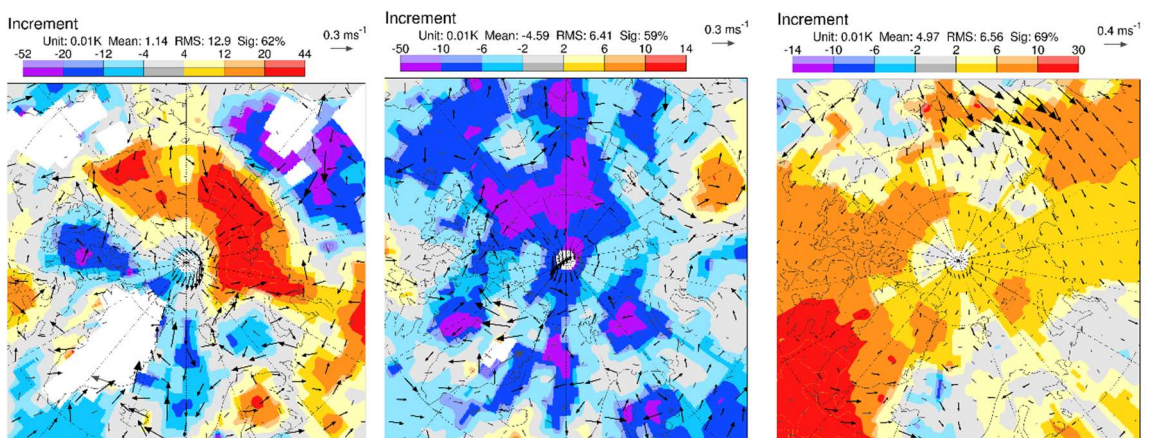 Increment
Unit: 0.01K Mean: 1.14 RMS: 12.9 Sig: 62%
0.3 ms-1
-52 -20 -12 -4 4 12 20 44
Increment
Unit: 0.01K Mean: -4.59 RMS: 6.41 Sig: 59%
0.3 ms-1
-50 -10 -6 -2 2 6 10 14
Increment
Unit: 0.01K Mean: 4.97 RMS: 6.56 Sig: 69%
0.4 ms-1
-14 -10 -6 -2 2 6 10 30